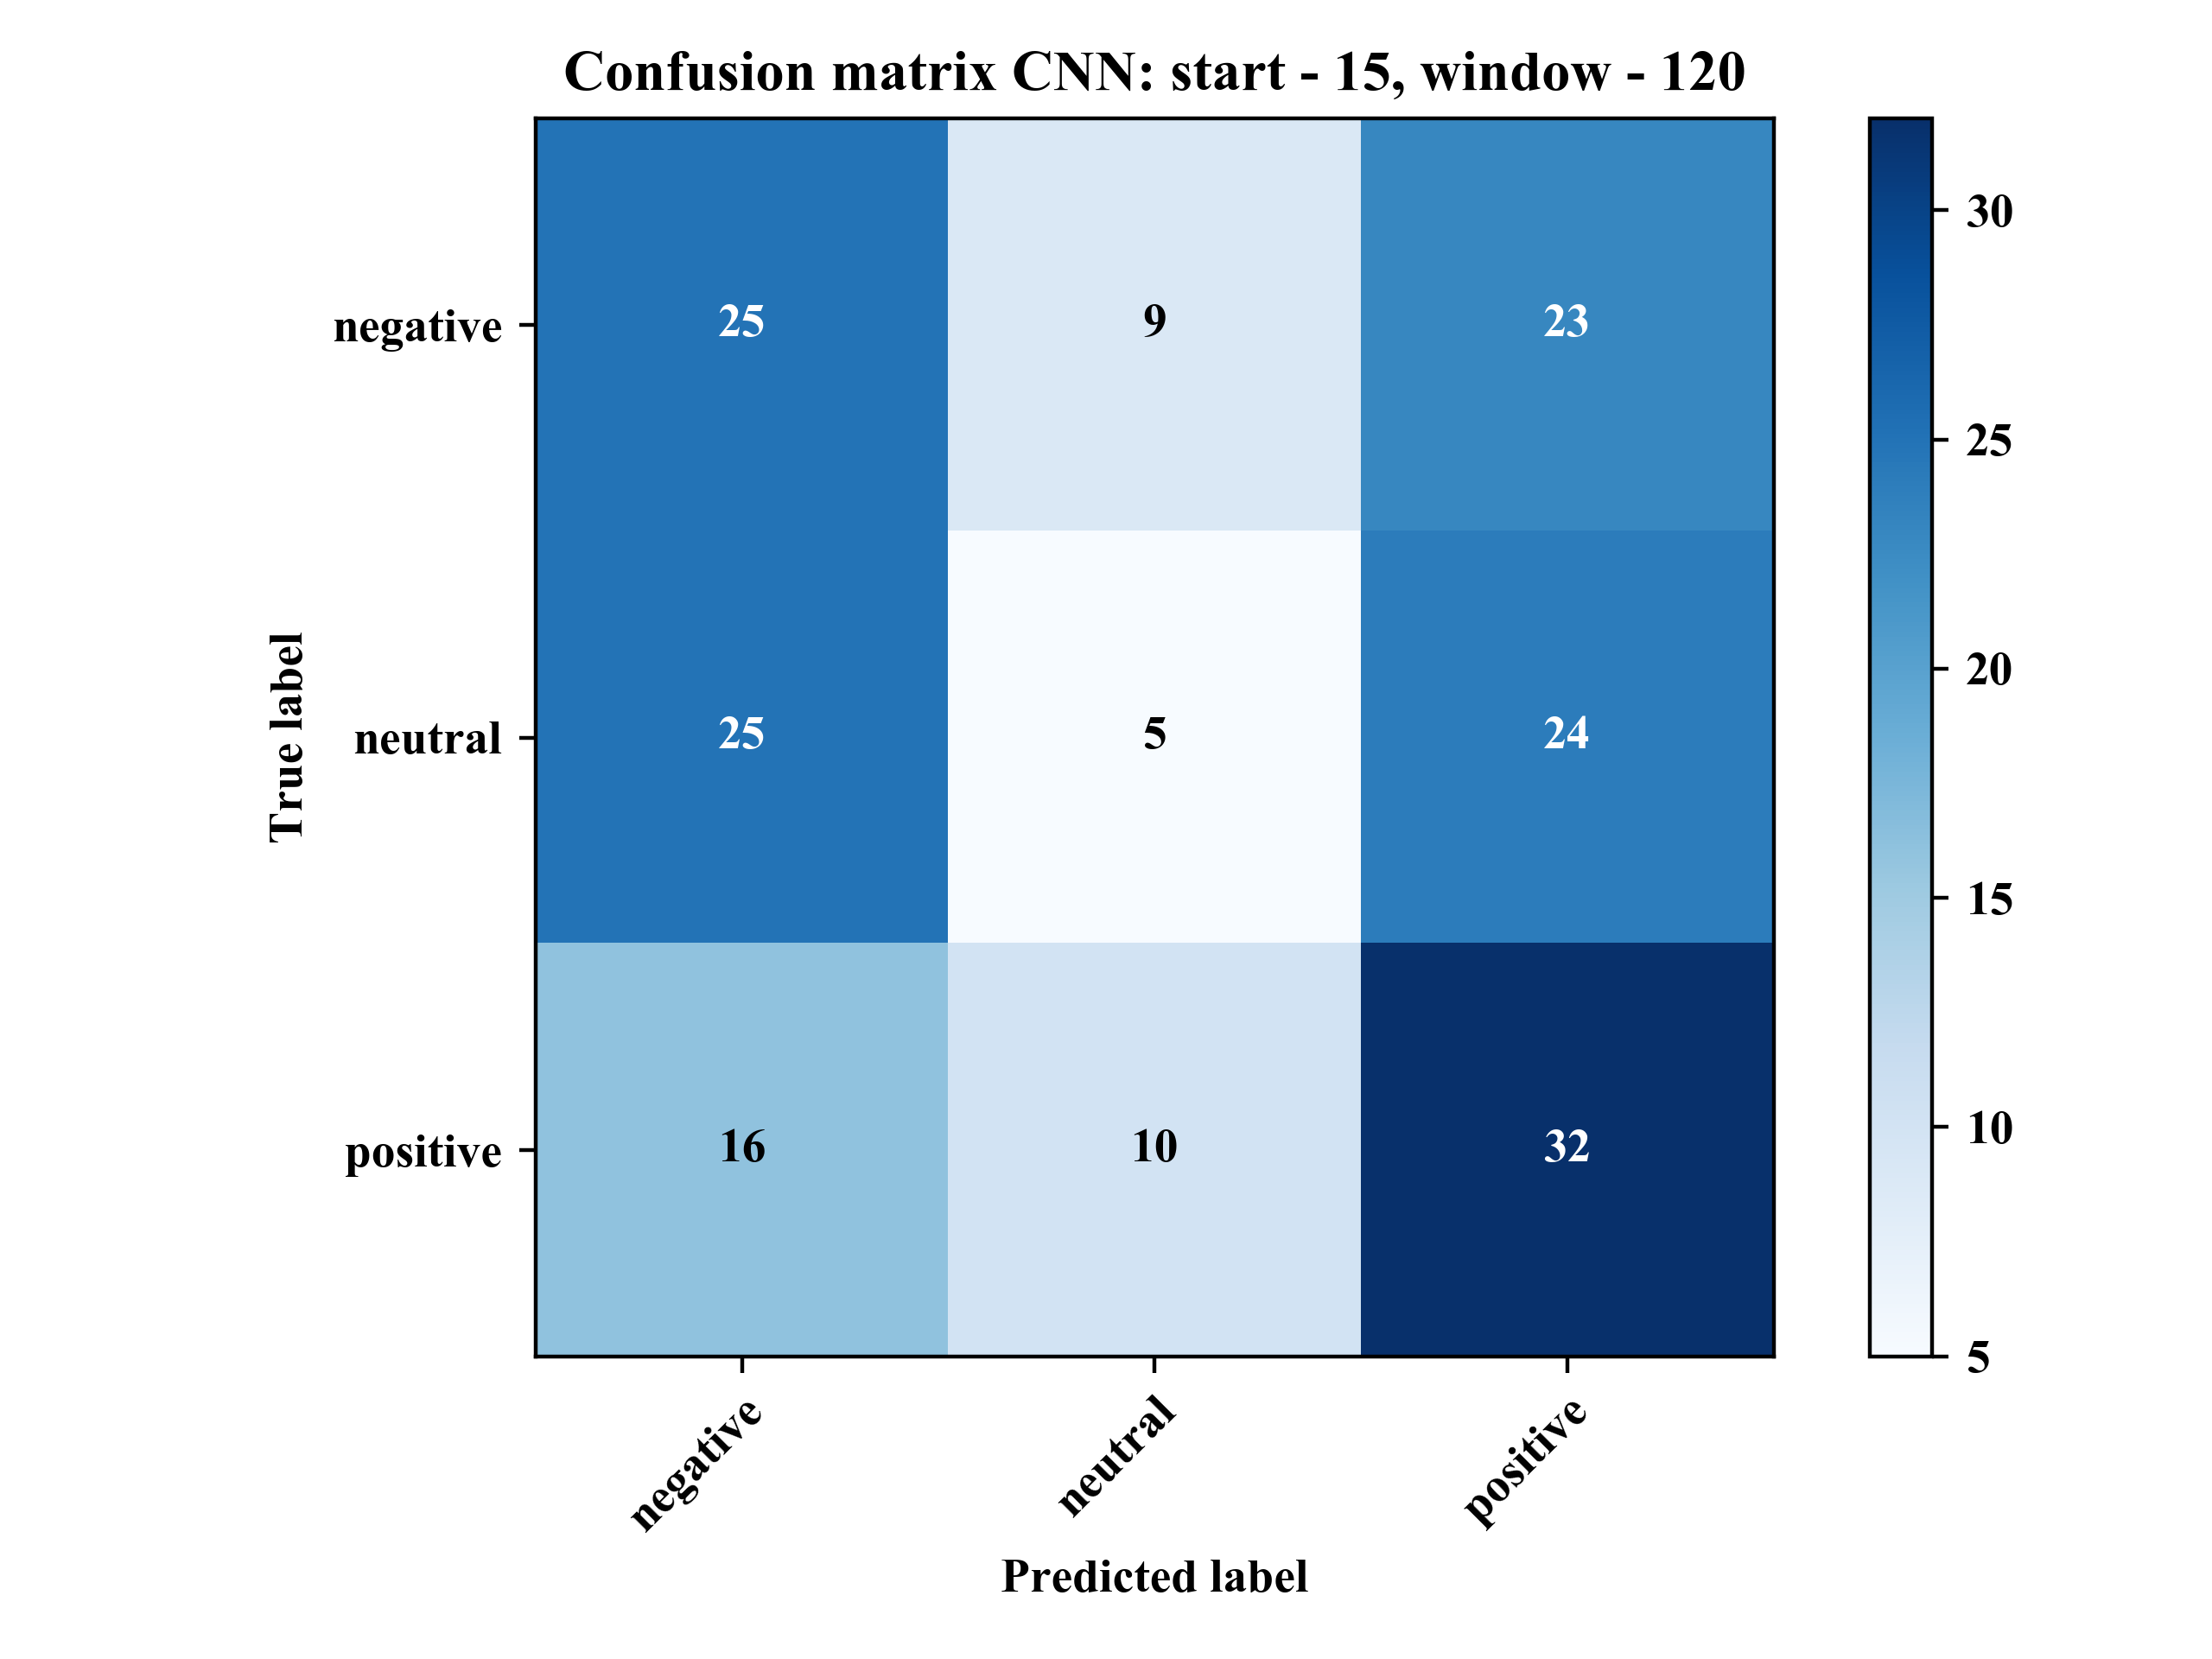 Confusion matrix CNN: start - 15, window - 120
True label
negative 25 9 23
neutral 25 5 24
positive 16 10 32
negative neutral positive
Predicted label
30
25
20
15
10
5